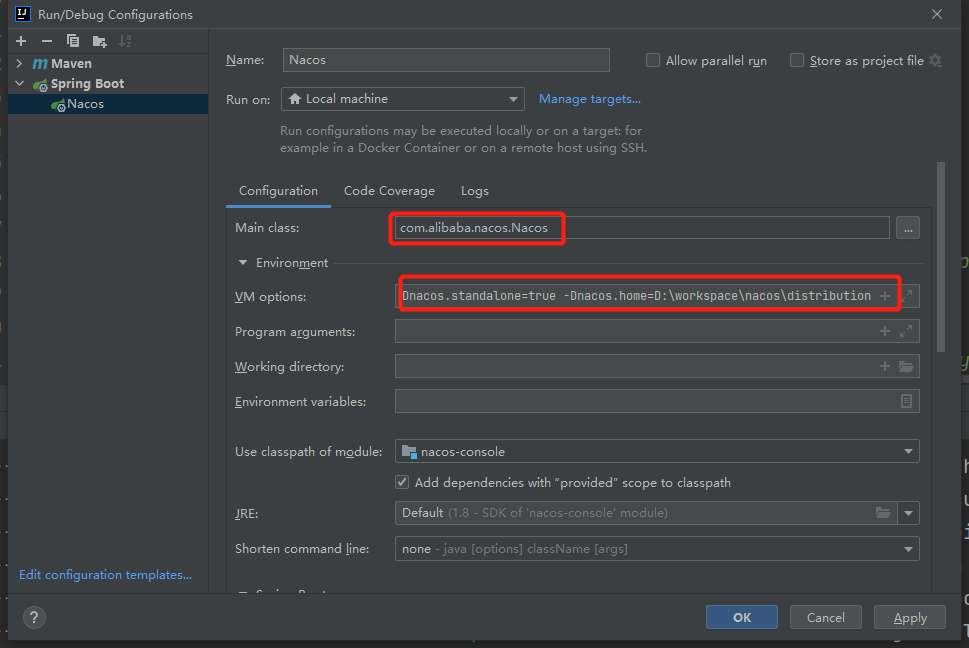 Run/Debug Configurations
Maven
Spring Boot
Nacos
Name: Nacos Allow parallel run Store as project file
Run on: Local machine Manage targets...
Run configurations may be executed locally or on a target: for
example in a Docker Container or on a remote host using SSH.
Configuration Code Coverage Logs
Main class: com.alibaba.nacos.Nacos ...
Environment
VM options: Dnacos.standalone=true -Dnacos.home=D:\workspace\nacos\distribution
Program arguments:
Working directory:
Environment variables:
Use classpath of module: nacos-console
Add dependencies with “provided” scope to classpath
JRE: Default (1.8 - SDK of 'nacos-console' module)
Shorten command line: none - java [options] className [args]
Edit configuration templates...
? OK Cancel Apply